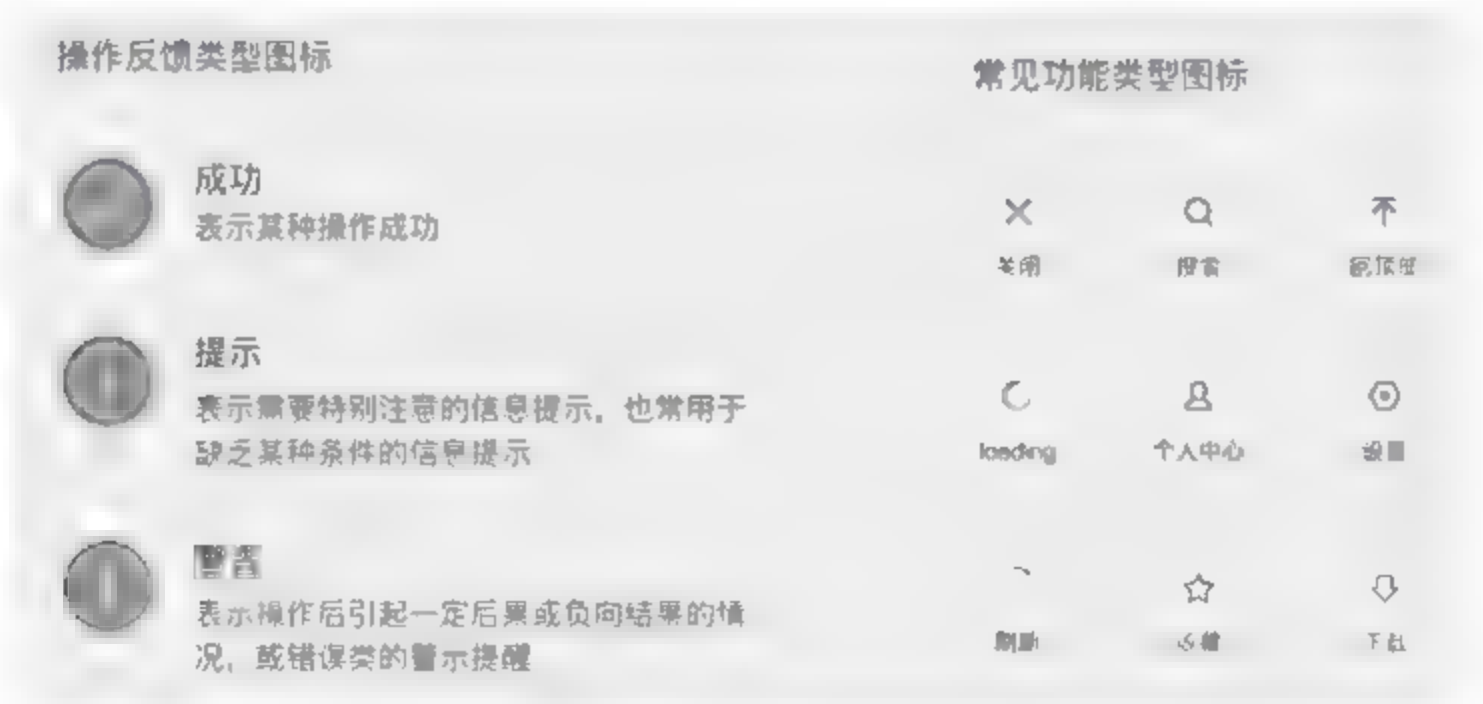 操作反馈类型图标
成功
表示某种操作成功
提示
表示需要特别注意的信息提示，也常用于
缺乏某种条件的信息提示
警告
表示操作后引起一定后果或负向结果的情
况，或错误类的警示提醒
常见功能类型图标
关闭 搜索 回顶部
loading 个人中心 设置
刷新 收藏 下载